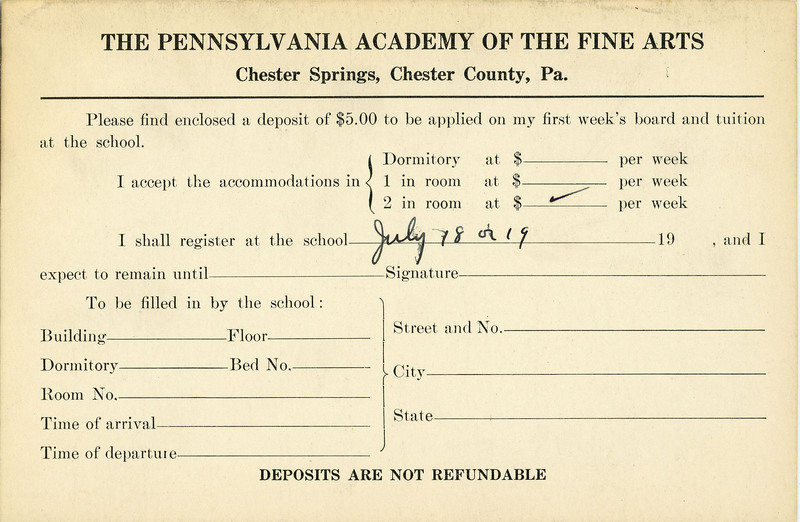 THE PENNSYLVANIA ACADEMY OF THE FINE ARTS
Chester Springs, Chester County, Pa.
Please find enclosed a deposit of $5.00 to be applied on my first week's board and tuition
at the school.
Dormitory at $ per week
I accept the accommodations in 1 in room at $ per week
2 in room at $ ✓ per week
I shall register at the school July 18 or 19 19 , and I
expect to remain until Signature
To be filled in by the school:
Building Floor
Street and No.
Dormitory Bed No.
City
Room No.
State
Time of arrival
Time of departure
DEPOSITS ARE NOT REFUNDABLE